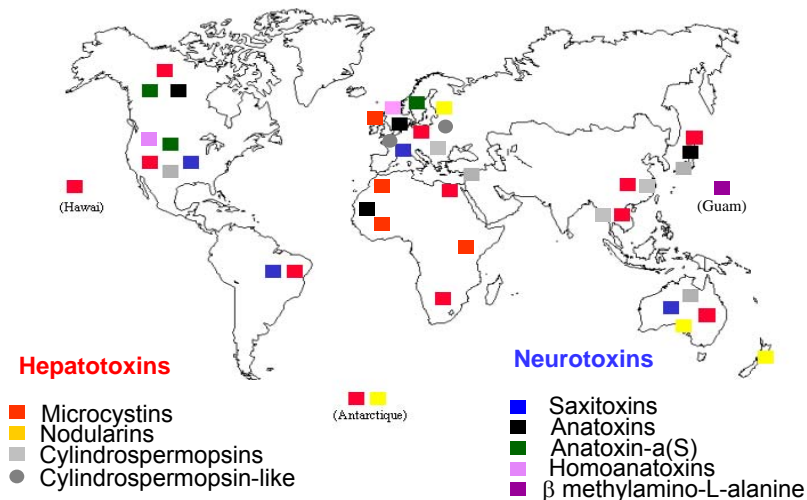 (Hawai)
(Guam)
Hepatotoxins
Microcystins
Nodularins
Cylindrospermopsins
Cylindrospermopsin-like
(Antarctique)
Neurotoxins
Saxitoxins
Anatoxins
Anatoxin-a(S)
Homoanatoxins
β methylamino-L-alanine